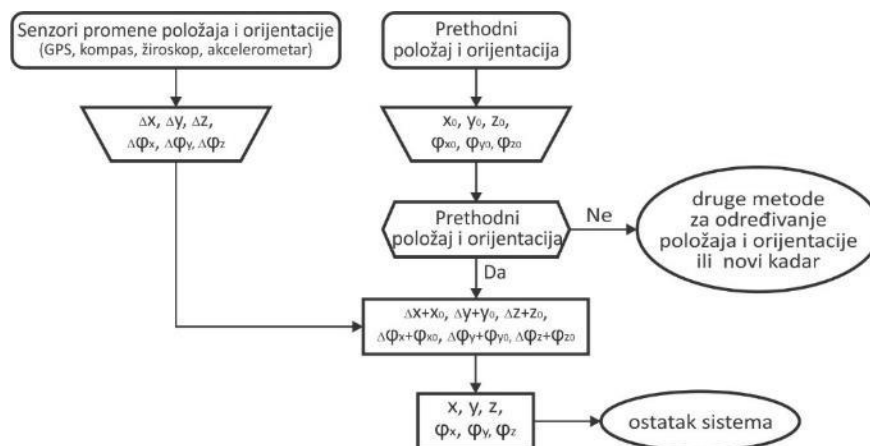 Senzori promene položaja i orijentacije
(GPS, kompas, žiroskop, akcelerometar)
Prethodni
položaj i orijentacija
Δx, Δy, Δz,
Δφx, Δφy, Δφz
x0, y0, z0,
φx0, φy0, φz0
Prethodni
položaj i orijentacija
Ne
druge metode
za određivanje
položaja i orijentacije
ili novi kadar
Da
Δx+x0, Δy+y0, Δz+z0,
Δφx+φx0, Δφy+φy0, Δφz+φz0
x, y, z,
φx, φy, φz
ostatak sistema